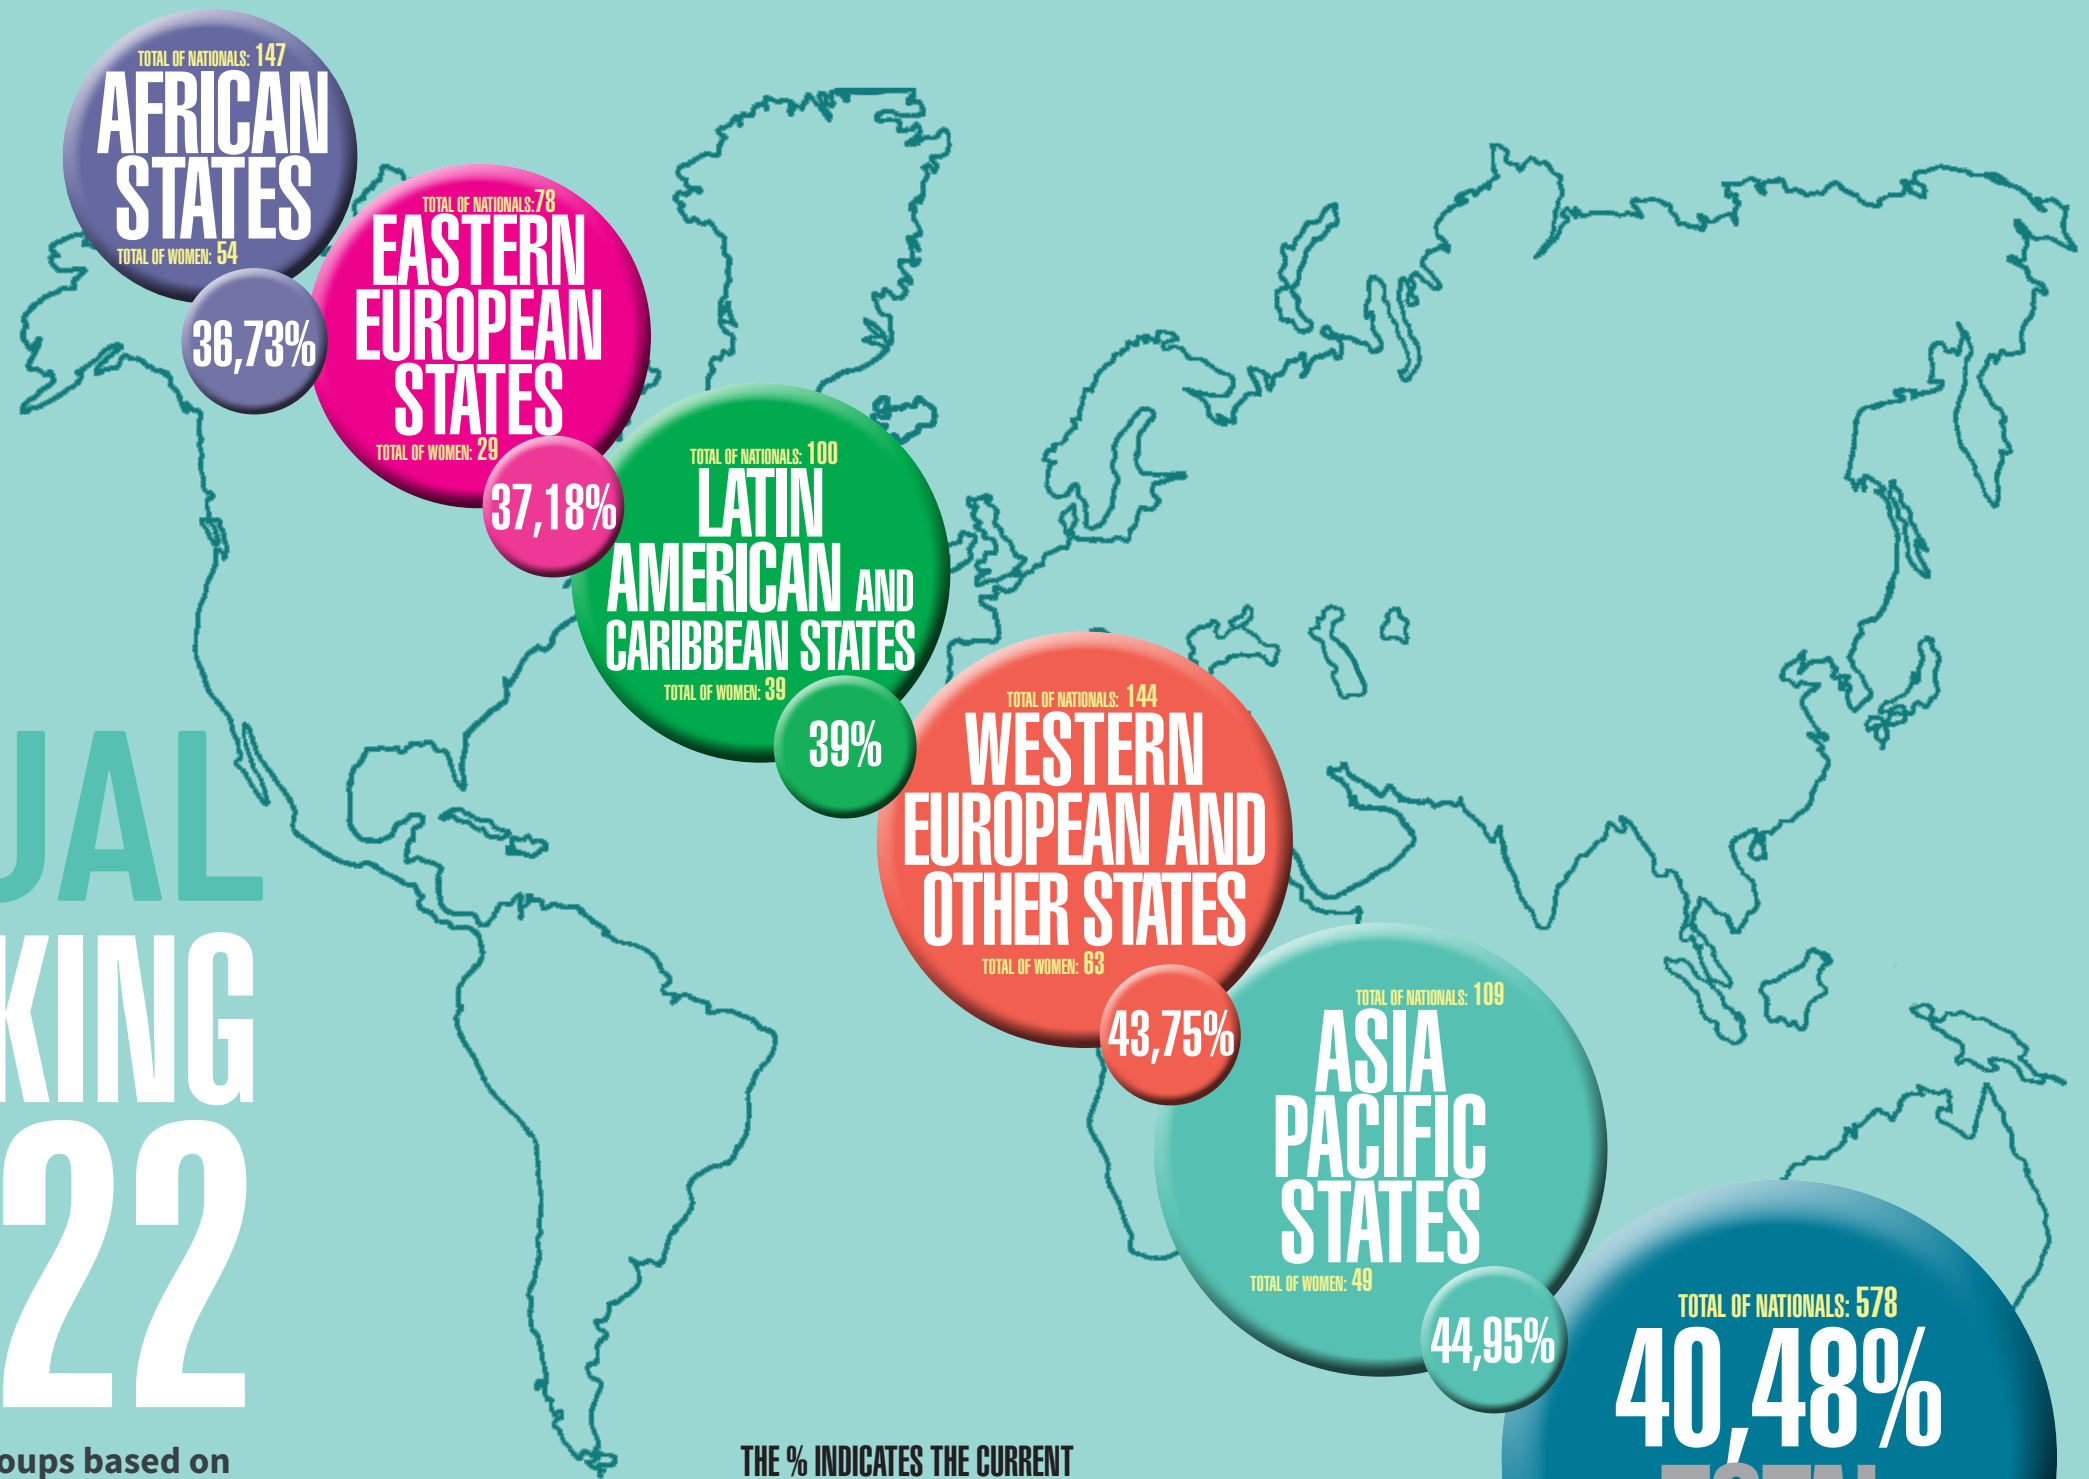 TOTAL OF NATIONALS: 147
AFRICAN
STATES
TOTAL OF WOMEN: 54
36,73%
TOTAL OF NATIONALS:78
EASTERN
EUROPEAN
STATES
TOTAL OF WOMEN: 29
37,18%
TOTAL OF NATIONALS: 100
LATIN
AMERICAN AND
CARIBBEAN STATES
TOTAL OF WOMEN: 39
39%
TOTAL OF NATIONALS: 144
WESTERN
EUROPEAN AND
OTHER STATES
TOTAL OF WOMEN: 63
43,75%
TOTAL OF NATIONALS: 109
ASIA
PACIFIC
STATES
TOTAL OF WOMEN: 49
44,95%
TOTAL OF NATIONALS: 578
40,48%
TOTAL
UAL
KING
22
oups based on
THE % INDICATES THE CURRENT